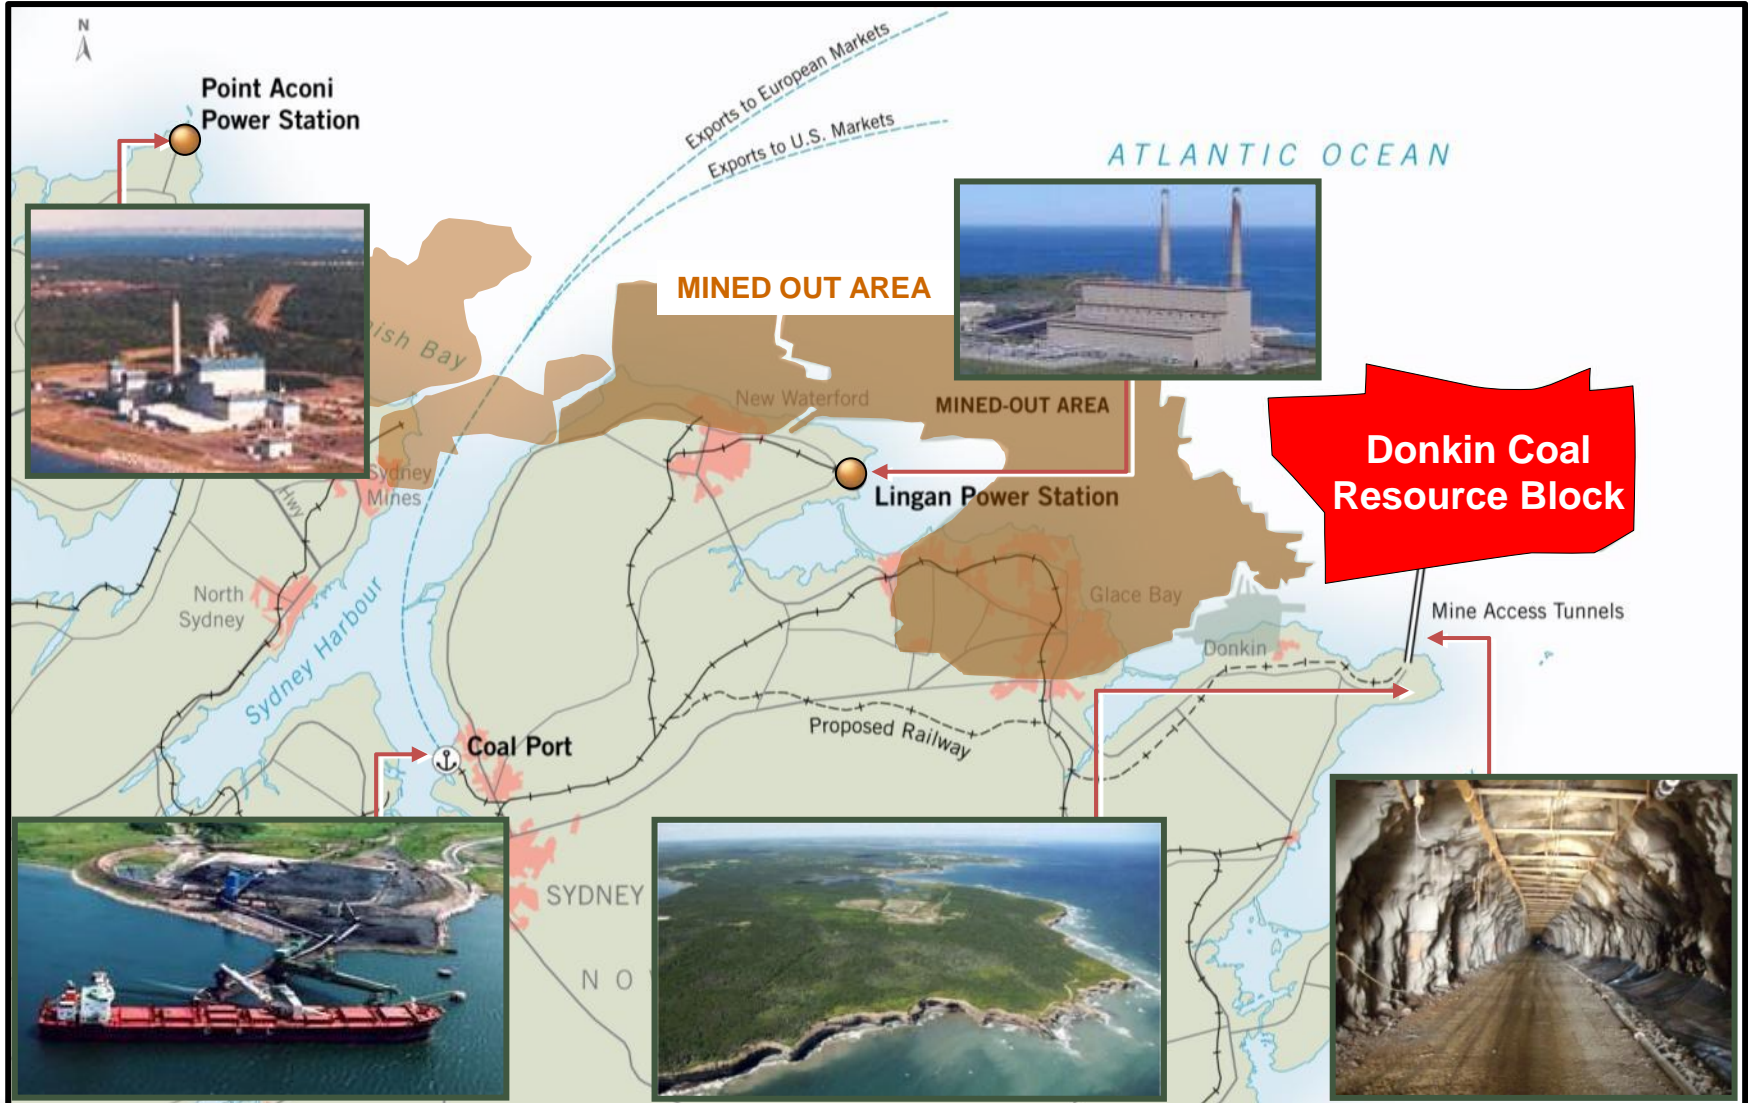 N
Point Aconi
Power Station
Exports to European Markets
Exports to U.S. Markets
ATLANTIC OCEAN
MINED OUT AREA
nish Bay
New Waterford
MINED-OUT AREA
Donkin Coal
Resource Block
Sydney
Mines
Hwy
Lingan Power Station
North
Sydney
Sydney Harbour
Glace Bay
Mine Access Tunnels
Donkin
Proposed Railway
Coal Port
SYDNEY
NO